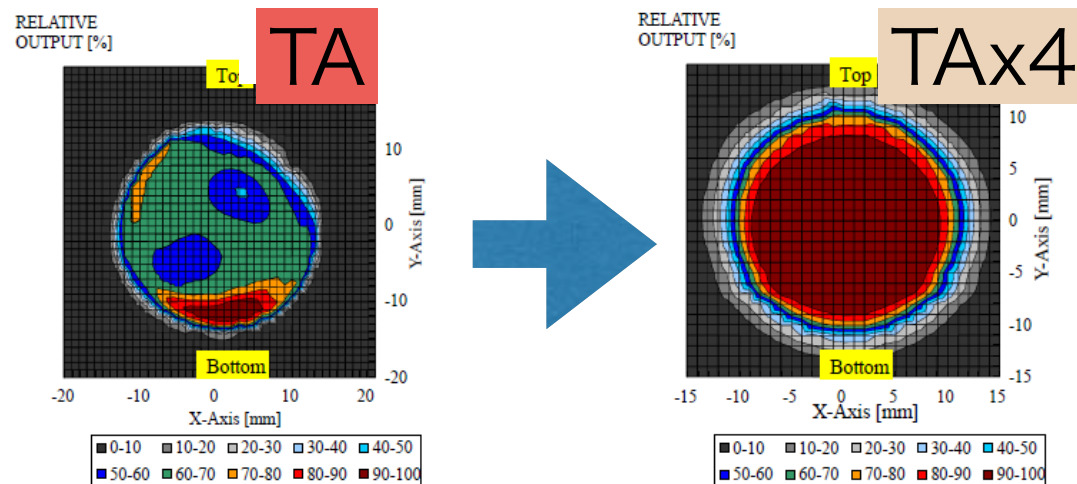 RELATIVE
OUTPUT [%]
TA
Top
10
0
-10
-20
Y-Axis [mm]
Bottom
-20 -10 0 10 20
X-Axis [mm]
0-10 10-20 20-30 30-40 40-50
50-60 60-70 70-80 80-90 90-100
RELATIVE
OUTPUT [%]
TAx4
Top
10
5
0
-5
-10
-15
Y-Axis [mm]
Bottom
-15 -10 -5 0 5 10 15
X-Axis [mm]
0-10 10-20 20-30 30-40 40-50
50-60 60-70 70-80 80-90 90-100